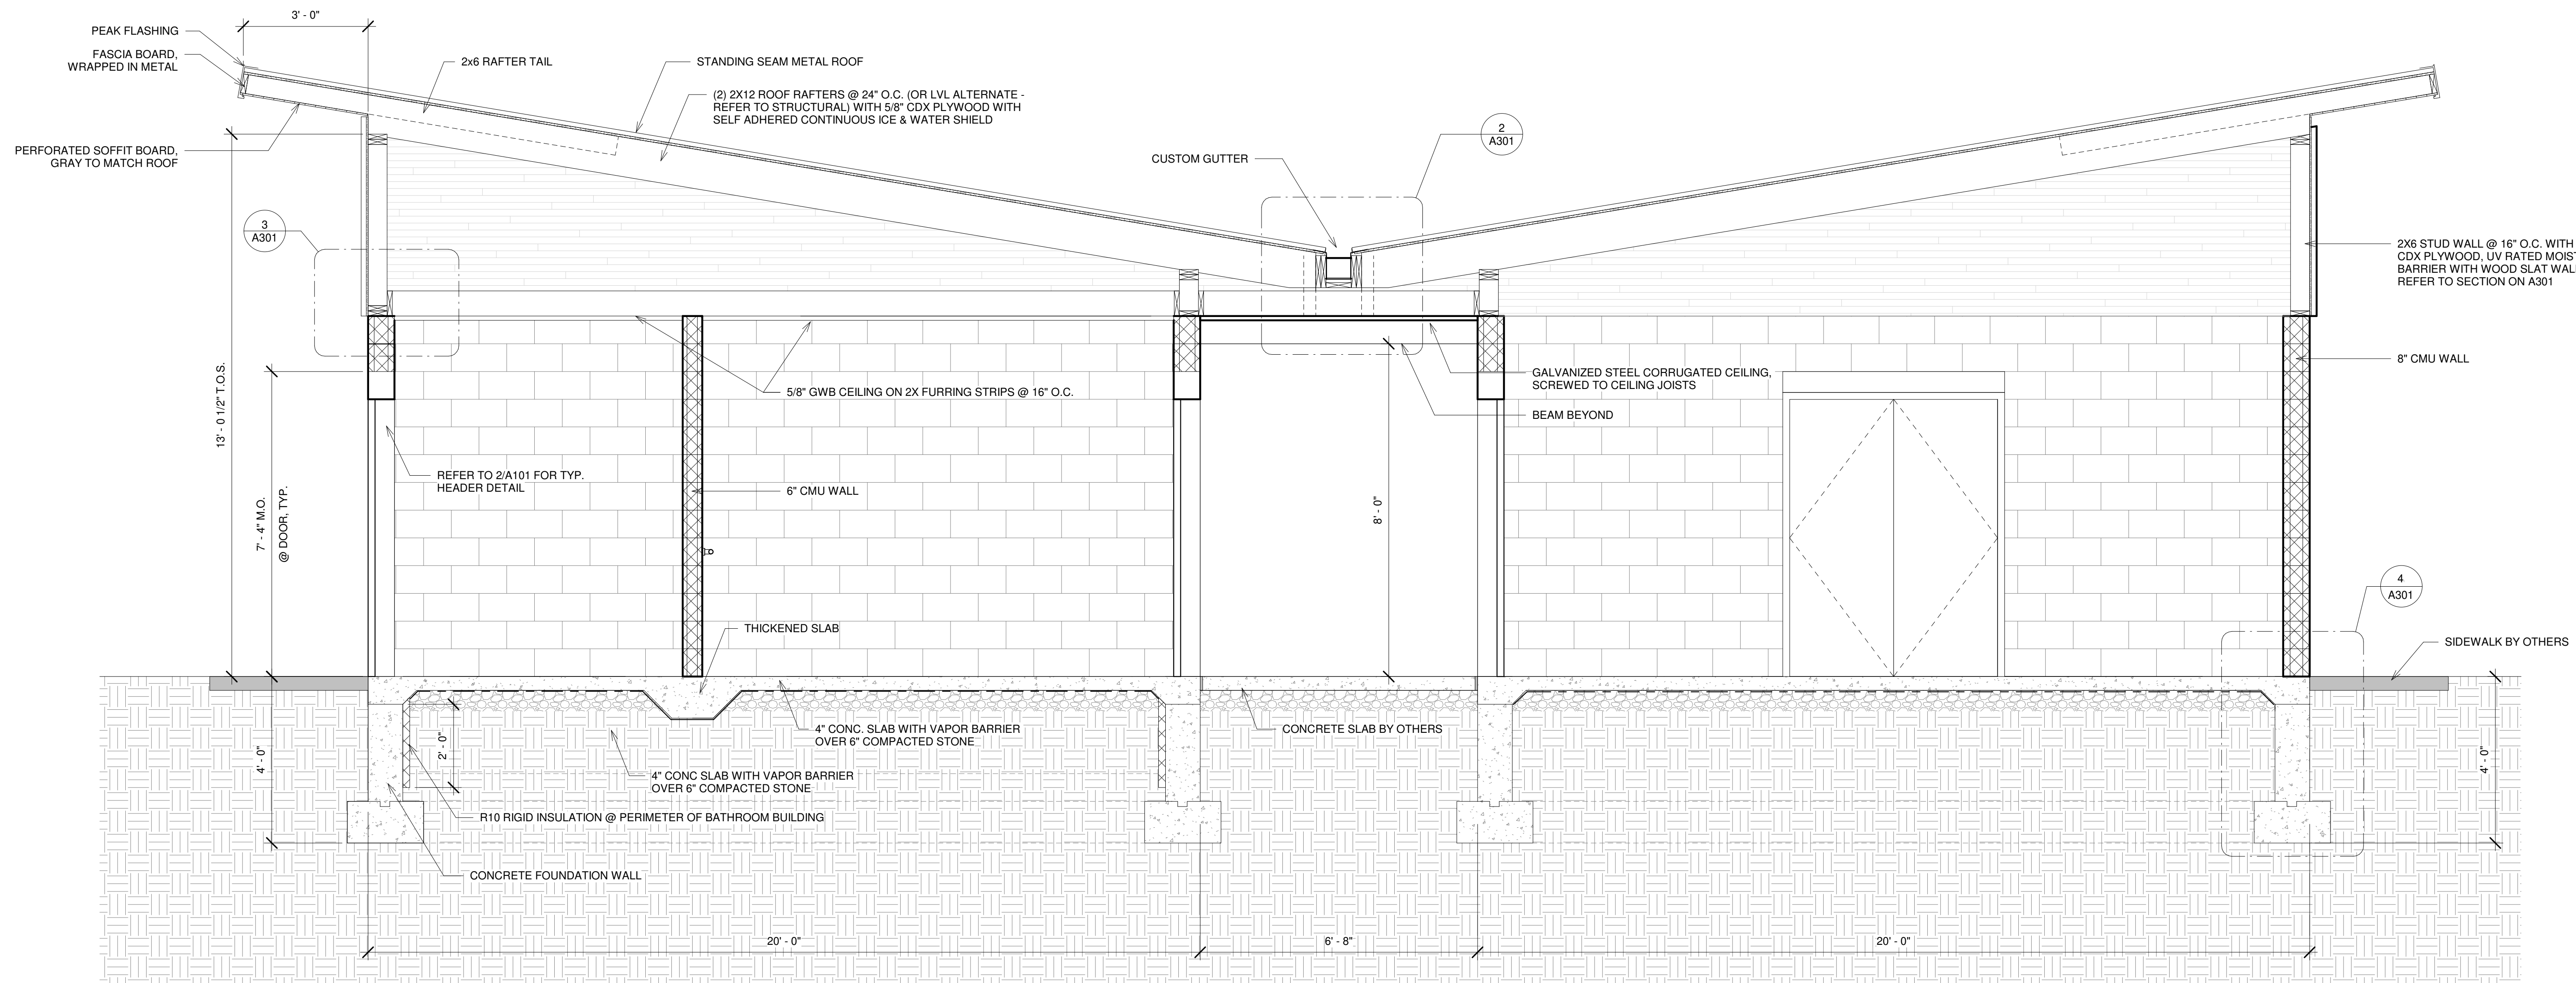 3' - 0"
PEAK FLASHING
FASCIA BOARD,
WRAPPED IN METAL
2x6 RAFTER TAIL
STANDING SEAM METAL ROOF
(2) 2X12 ROOF RAFTERS @ 24" O.C. (OR LVL ALTERNATE -
REFER TO STRUCTURAL) WITH 5/8" CDX PLYWOOD WITH
SELF ADHERED CONTINUOUS ICE & WATER SHIELD
PERFORATED SOFFIT BOARD,
GRAY TO MATCH ROOF
CUSTOM GUTTER
2
A301
3
A301
2X6 STUD WALL @ 16" O.C. WITH
CDX PLYWOOD, UV RATED MOIST
BARRIER WITH WOOD SLAT WAL
REFER TO SECTION ON A301
8" CMU WALL
13' - 0 1/2" T.O.S.
7' - 4" M.O.
@ DOOR, TYP.
5/8" GWB CEILING ON 2X FURRING STRIPS @ 16" O.C.
GALVANIZED STEEL CORRUGATED CEILING,
SCREWED TO CEILING JOISTS
BEAM BEYOND
REFER TO 2/A101 FOR TYP.
HEADER DETAIL
6" CMU WALL
8' - 0"
4
A301
THICKENED SLAB
SIDEWALK BY OTHERS
4" CONC. SLAB WITH VAPOR BARRIER
OVER 6" COMPACTED STONE
CONCRETE SLAB BY OTHERS
4' - 0"
2' - 0"
4' - 0"
4" CONC SLAB WITH VAPOR BARRIER
OVER 6" COMPACTED STONE
R10 RIGID INSULATION @ PERIMETER OF BATHROOM BUILDING
CONCRETE FOUNDATION WALL
20' - 0"
6' - 8"
20' - 0"